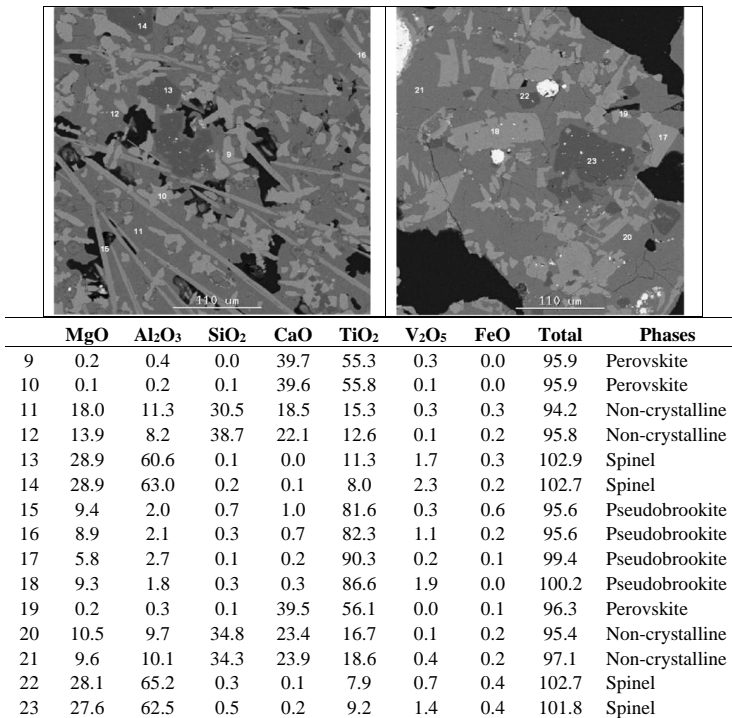 14
16
13
12
9
10
11
15
110 um
21
22
19
18
17
23
20
110 um
MgO Al₂O₃ SiO₂ CaO TiO₂ V₂O₅ FeO Total Phases
9 0.2 0.4 0.0 39.7 55.3 0.3 0.0 95.9 Perovskite
10 0.1 0.2 0.1 39.6 55.8 0.1 0.0 95.9 Perovskite
11 18.0 11.3 30.5 18.5 15.3 0.3 0.3 94.2 Non-crystalline
12 13.9 8.2 38.7 22.1 12.6 0.1 0.2 95.8 Non-crystalline
13 28.9 60.6 0.1 0.0 11.3 1.7 0.3 102.9 Spinel
14 28.9 63.0 0.2 0.1 8.0 2.3 0.2 102.7 Spinel
15 9.4 2.0 0.7 1.0 81.6 0.3 0.6 95.6 Pseudobrookite
16 8.9 2.1 0.3 0.7 82.3 1.1 0.2 95.6 Pseudobrookite
17 5.8 2.7 0.1 0.2 90.3 0.2 0.1 99.4 Pseudobrookite
18 9.3 1.8 0.3 0.3 86.6 1.9 0.0 100.2 Pseudobrookite
19 0.2 0.3 0.1 39.5 56.1 0.0 0.1 96.3 Perovskite
20 10.5 9.7 34.8 23.4 16.7 0.1 0.2 95.4 Non-crystalline
21 9.6 10.1 34.3 23.9 18.6 0.4 0.2 97.1 Non-crystalline
22 28.1 65.2 0.3 0.1 7.9 0.7 0.4 102.7 Spinel
23 27.6 62.5 0.5 0.2 9.2 1.4 0.4 101.8 Spinel